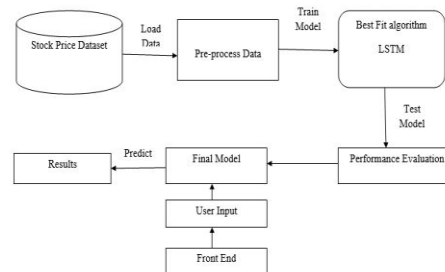 Stock Price Dataset
Load
Data
Pre-process Data
Train
Model
Best Fit algorithm
LSTM
Test
Model
Performance Evaluation
Final Model
Predict
Results
User Input
Front End